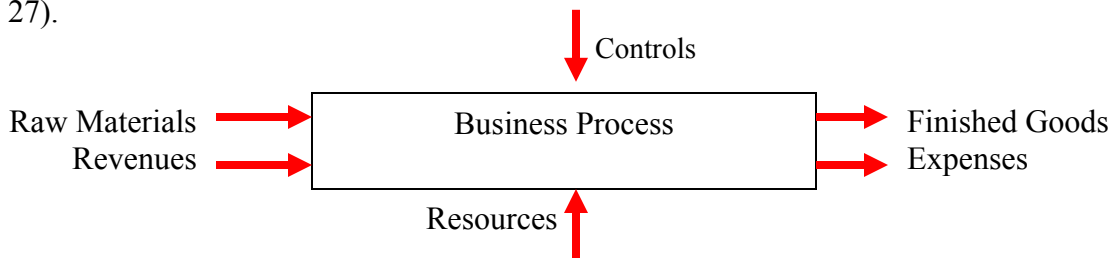 27).
Controls
Raw Materials
Business Process
Finished Goods
Revenues
Expenses
Resources